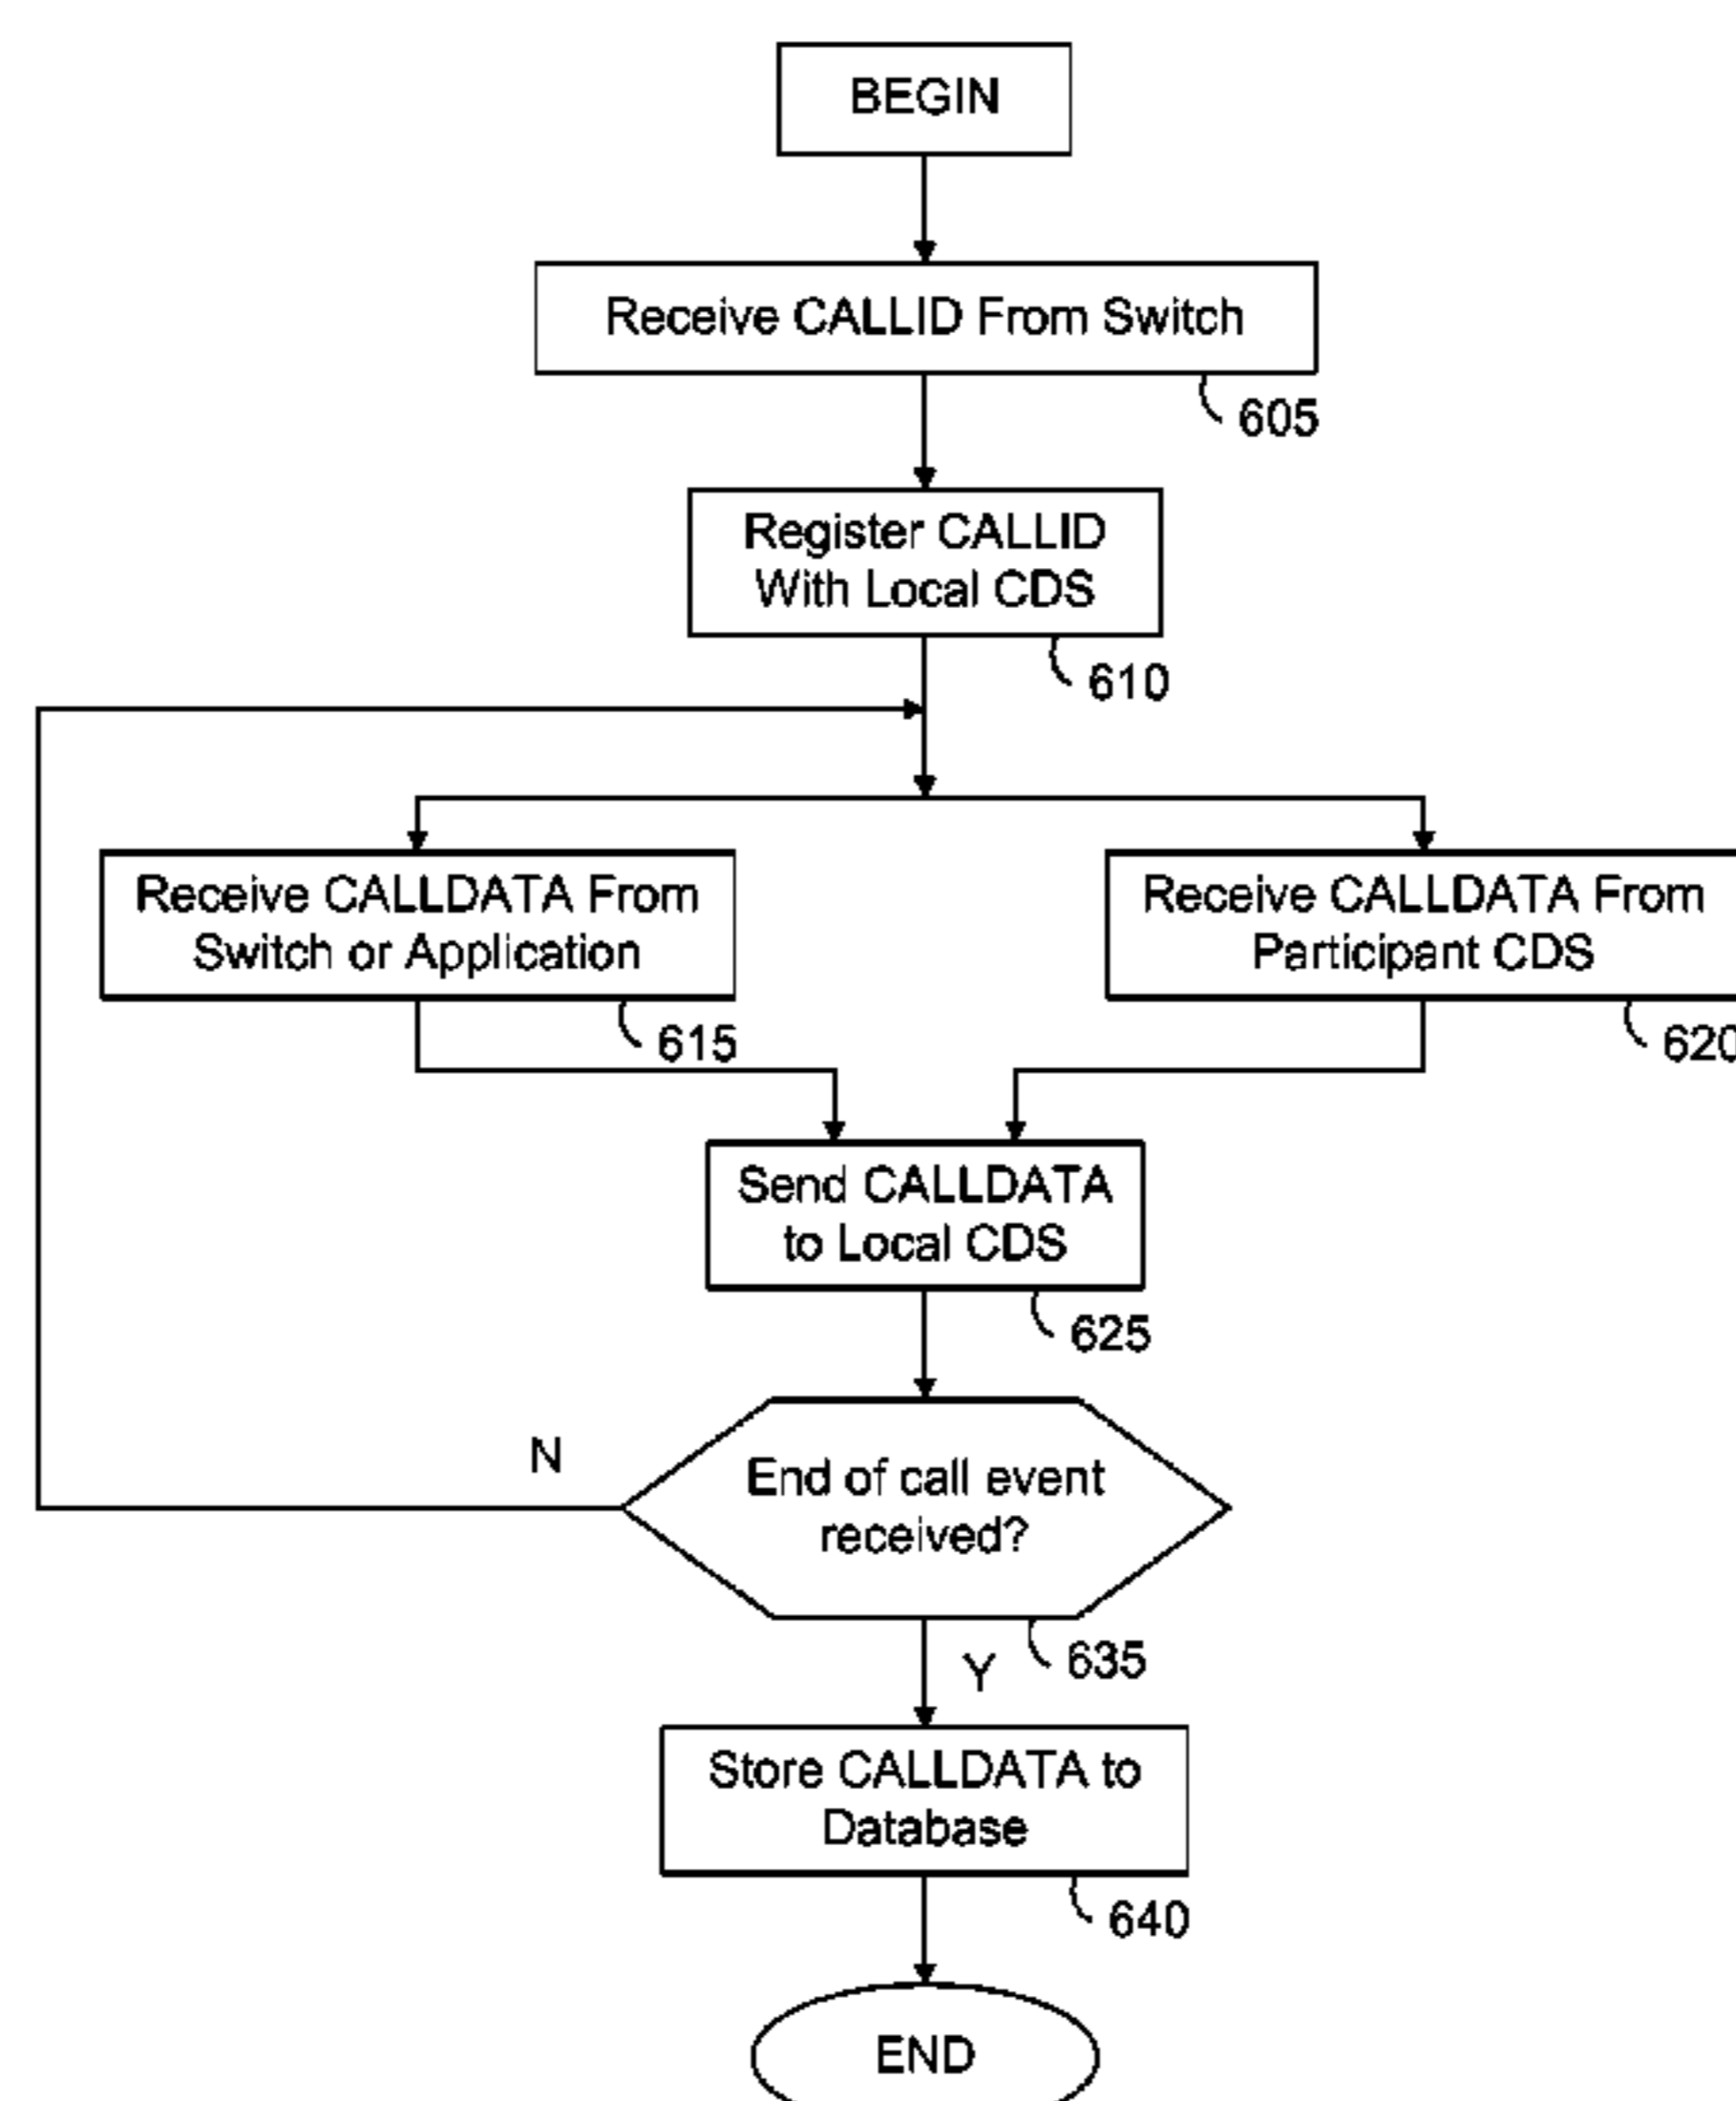 BEGIN
Receive CALLID From Switch
605
Register CALLID
With Local CDS
610
Receive CALLDATA From
Switch or Application
615
Receive CALLDATA From
Participant CDS
620
Send CALLDATA
to Local CDS
625
N
End of call event
received?
635
Y
Store CALLDATA to
Database
640
END